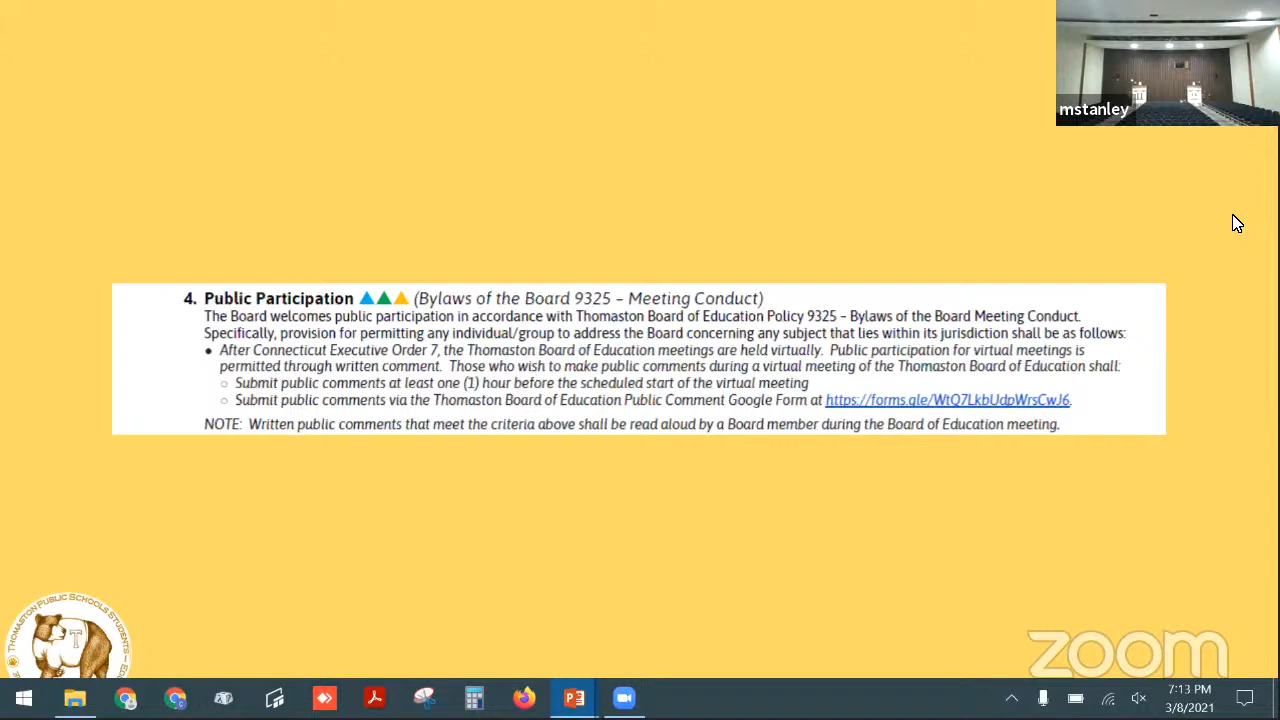 mstanley
4. Public Participation (Bylaws of the Board 9325 – Meeting Conduct)
The Board welcomes public participation in accordance with Thomaston Board of Education Policy 9325 – Bylaws of the Board Meeting Conduct.
Specifically, provision for permitting any individual/group to address the Board concerning any subject that lies within its jurisdiction shall be as follows:
● After Connecticut Executive Order 7, the Thomaston Board of Education meetings are held virtually. Public participation for virtual meetings is
permitted through written comment. Those who wish to make public comments during a virtual meeting of the Thomaston Board of Education shall:
○ Submit public comments at least one (1) hour before the scheduled start of the virtual meeting
○ Submit public comments via the Thomaston Board of Education Public Comment Google Form at https://forms.gle/WtQ7LkbUdpWrsCwJ6.
NOTE: Written public comments that meet the criteria above shall be read aloud by a Board member during the Board of Education meeting.
THOMASTON PUBLIC SCHOOLS STUDENTS
T
zoom
7:13 PM
3/8/2021